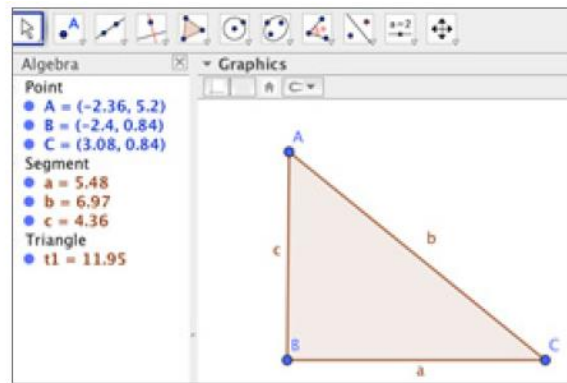 A
a=2
Algebra
Graphics
Point
A = (-2.36, 5.2)
B = (-2.4, 0.84)
C = (3.08, 0.84)
Segment
a = 5.48
b = 6.97
c = 4.36
Triangle
t1 = 11.95
A
b
c
B
C
a